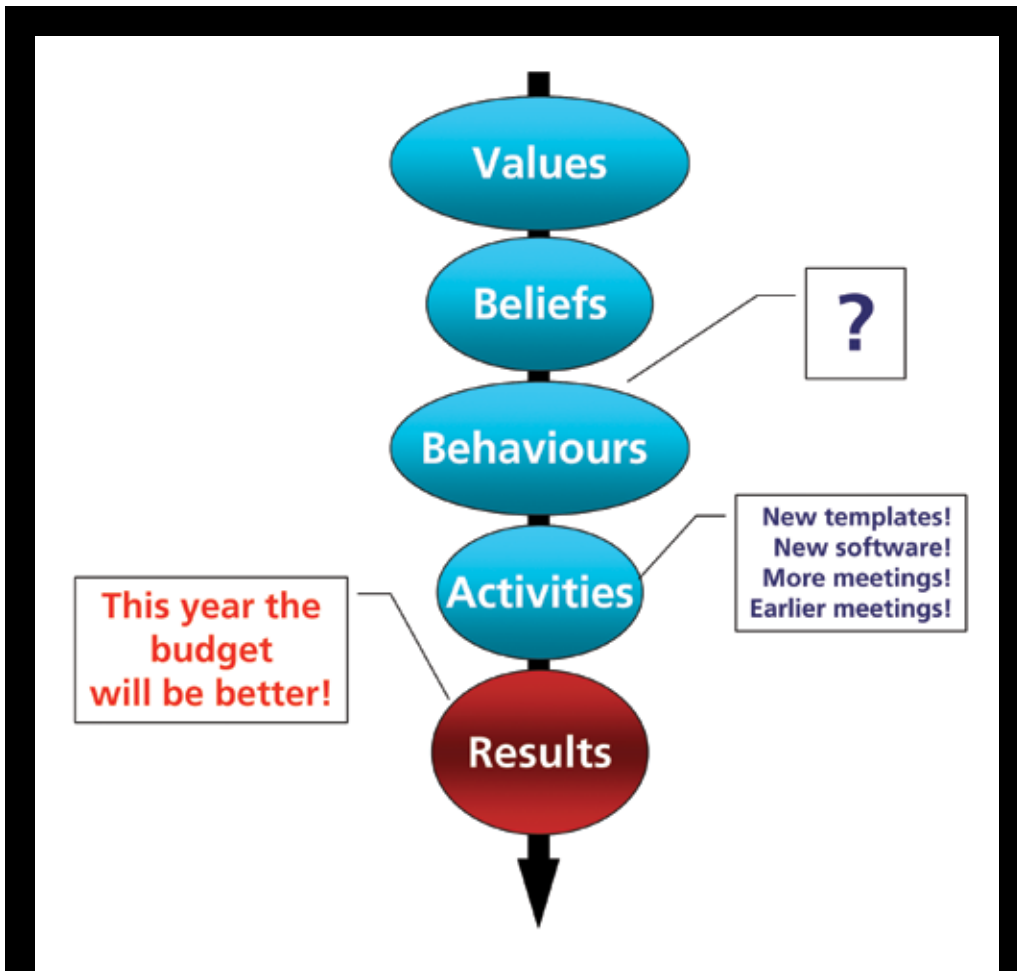 Values
Beliefs
?
Behaviours
New templates!
New software!
More meetings!
Earlier meetings!
Activities
This year the
budget
will be better!
Results